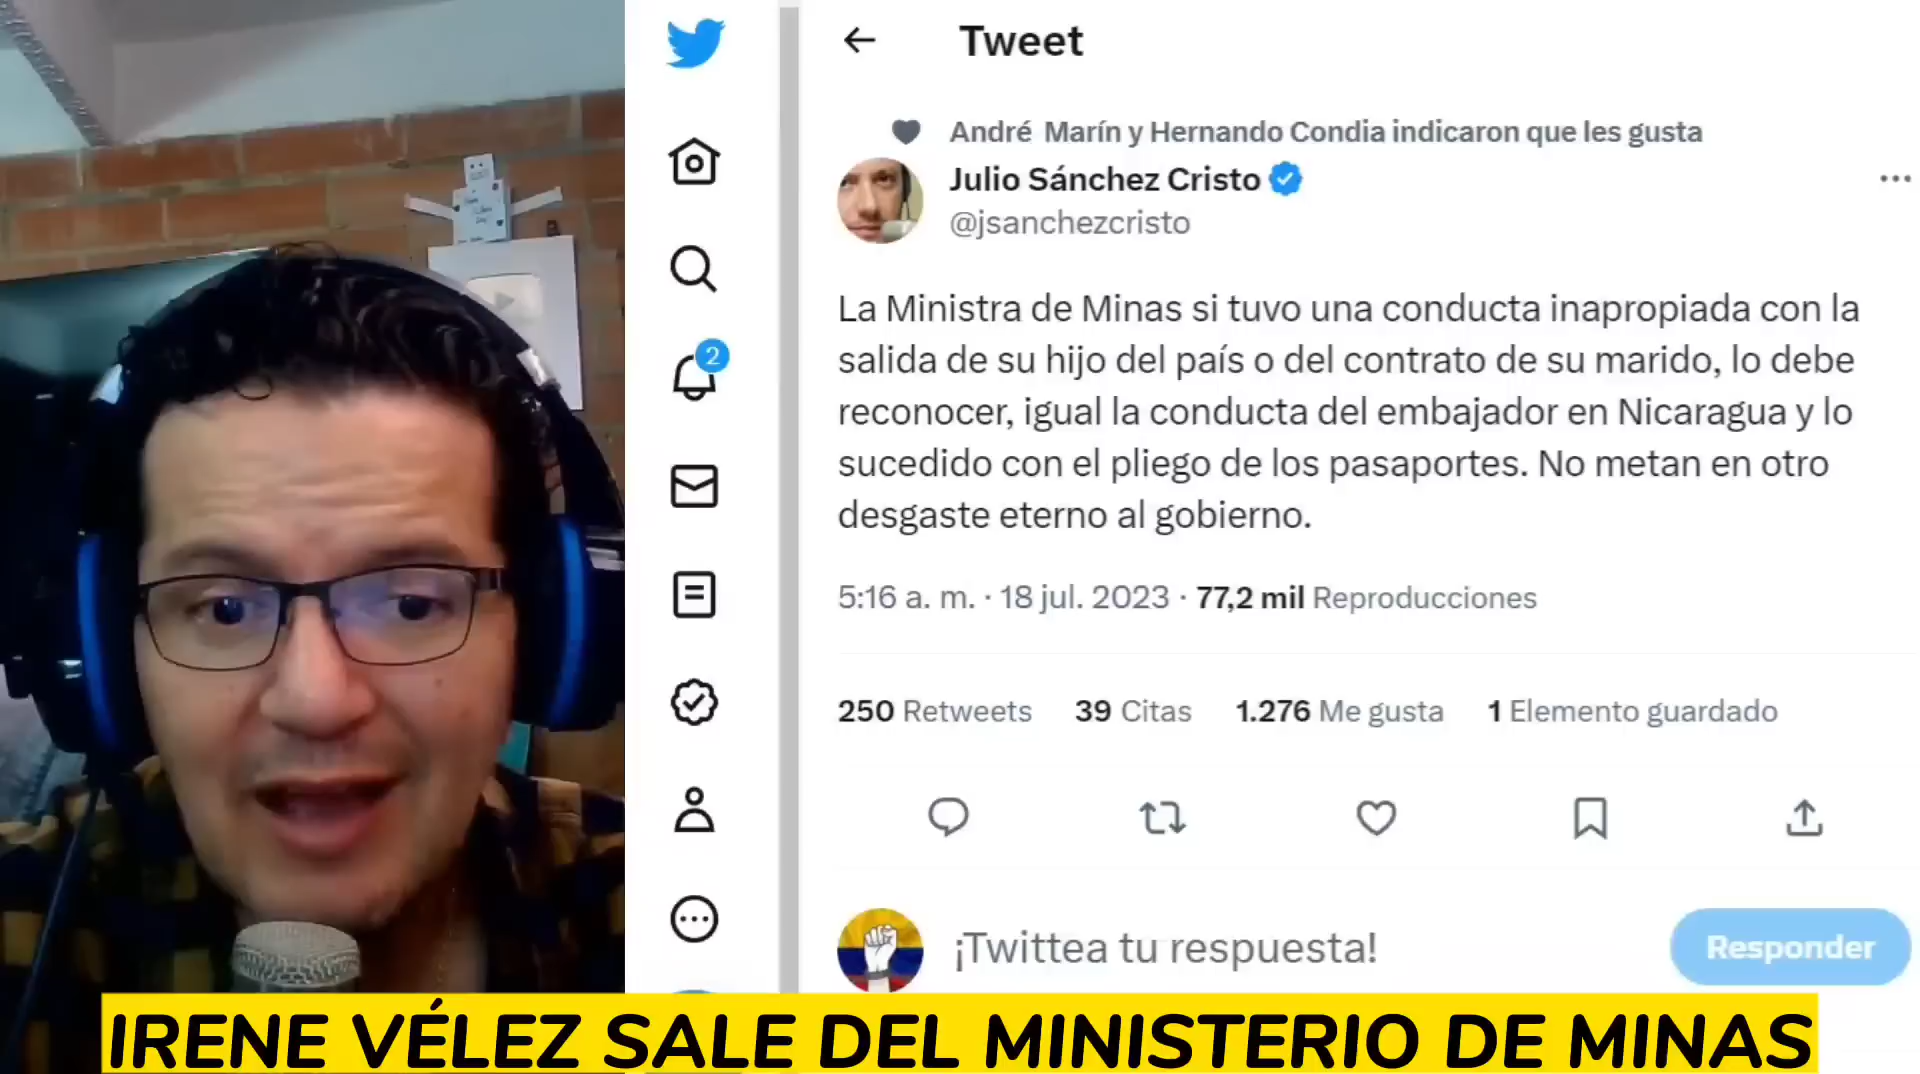 Tweet
André Marín y Hernando Condia indicaron que les gusta
Julio Sánchez Cristo
@jsanchezcristo
2
La Ministra de Minas si tuvo una conducta inapropiada con la
salida de su hijo del país o del contrato de su marido, lo debe
reconocer, igual la conducta del embajador en Nicaragua y lo
sucedido con el pliego de los pasaportes. No metan en otro
desgaste eterno al gobierno.
5:16 a. m. · 18 jul. 2023 · 77,2 mil Reproducciones
250 Retweets 39 Citas 1.276 Me gusta 1 Elemento guardado
¡Twittea tu respuesta!
Responder
IRENE VÉLEZ SALE DEL MINISTERIO DE MINAS